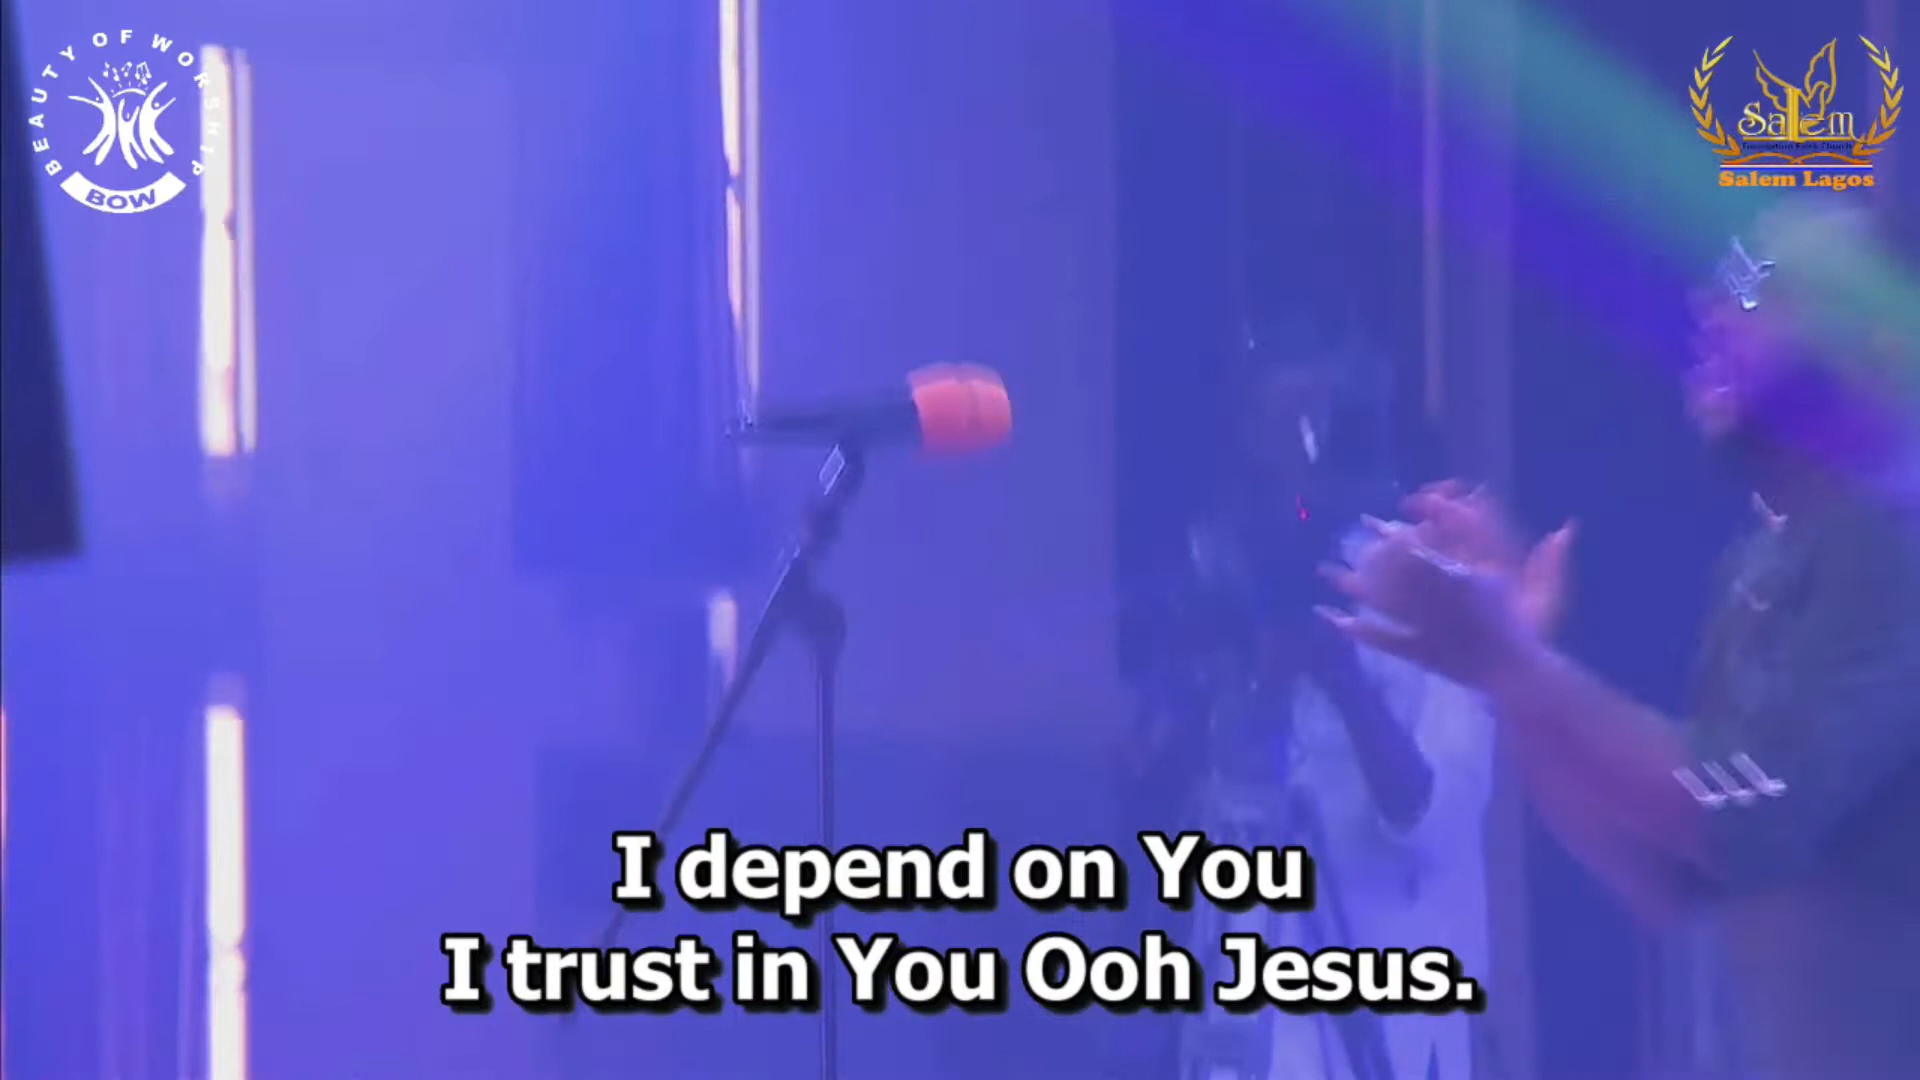 BEAUTY OF WORSHIP
BOW
Salem
Salem Lagos
I depend on You
I trust in You Ooh Jesus.